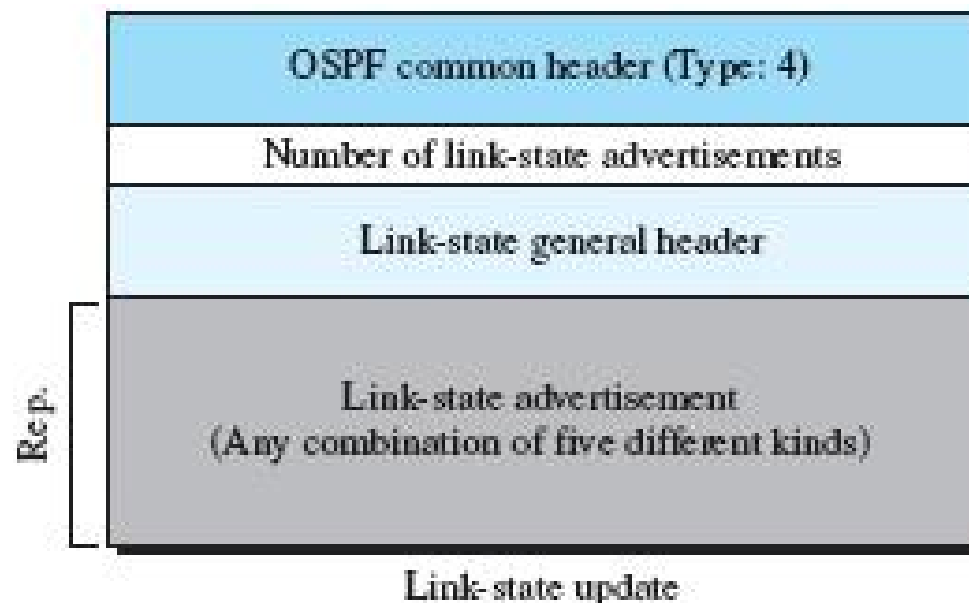 OSPF common header (Type: 4)
Number of link-state advertisements
Link-state general header
Rep.
Link-state advertisement
(Any combination of five different kinds)
Link-state update